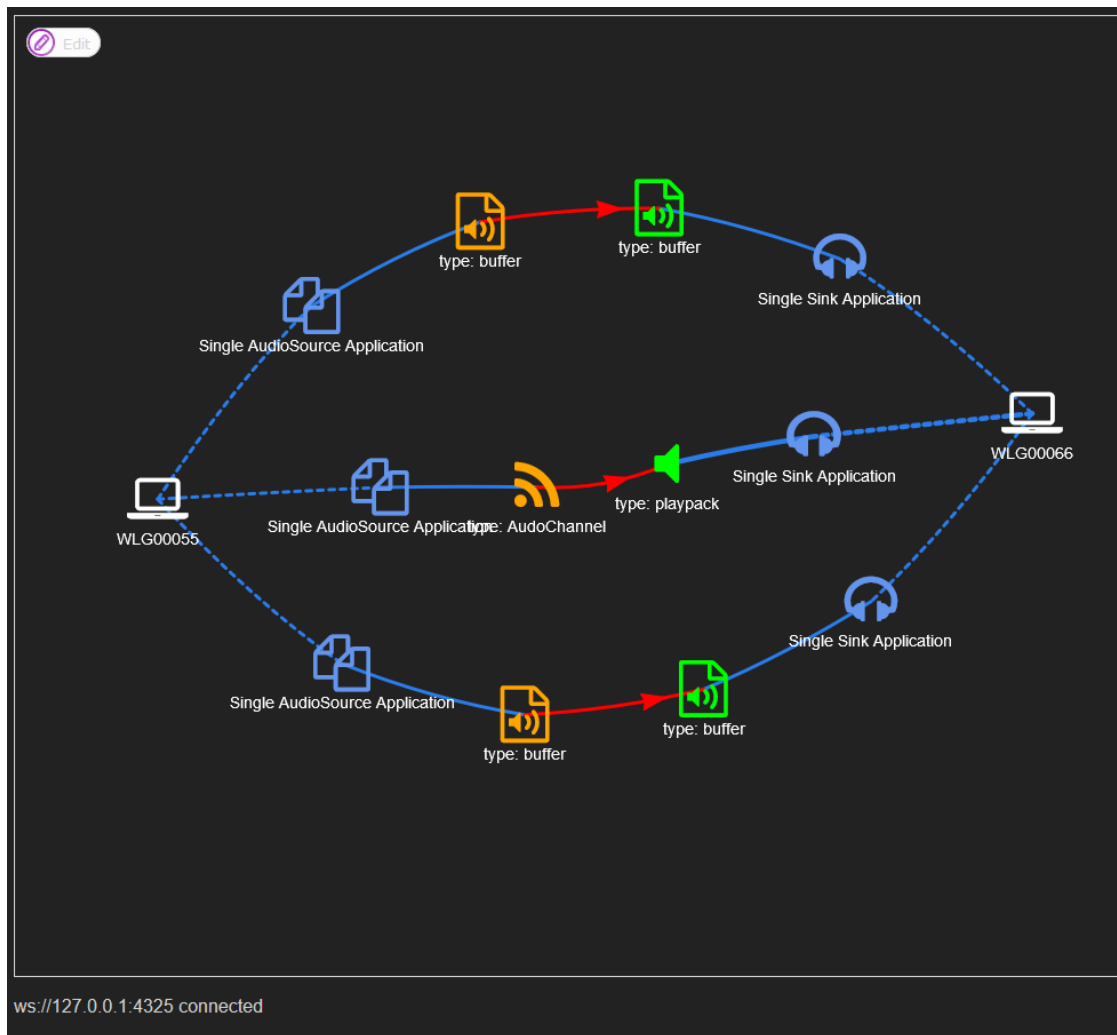 Edit
type: buffer
type: buffer
Single Sink Application
Single AudioSource Application
WLG00066
Single Sink Application
type: playpack
Single AudioSource Application
type: AudoChannel
WLG00055
Single Sink Application
Single AudioSource Application
type: buffer
type: buffer
ws://127.0.0.1:4325 connected